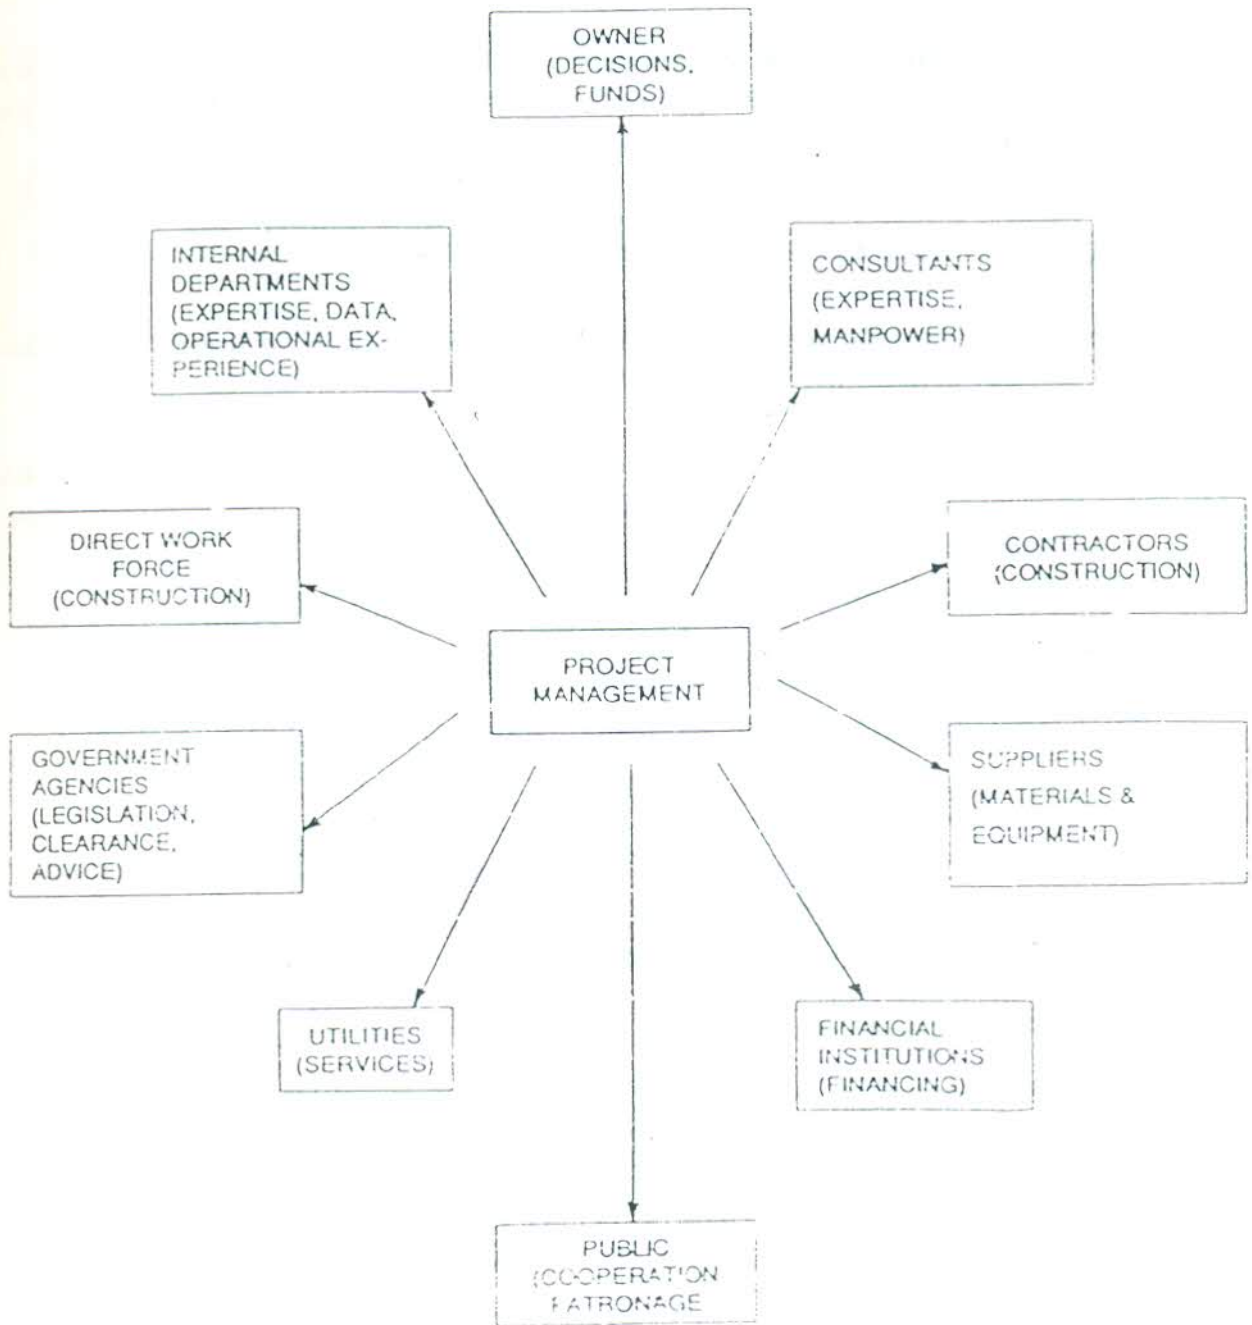 OWNER
(DECISIONS,
FUNDS)
INTERNAL
DEPARTMENTS
(EXPERTISE, DATA,
OPERATIONAL EX-
PERIENCE)
CONSULTANTS
(EXPERTISE,
MANPOWER)
DIRECT WORK
FORCE
(CONSTRUCTION)
CONTRACTORS
(CONSTRUCTION)
PROJECT
MANAGEMENT
GOVERNMENT
AGENCIES
(LEGISLATION,
CLEARANCE,
ADVICE)
SUPPLIERS
(MATERIALS &
EQUIPMENT)
UTILITIES
(SERVICES)
FINANCIAL
INSTITUTIONS
(FINANCING)
PUBLIC
(COOPERATION
PATRONAGE